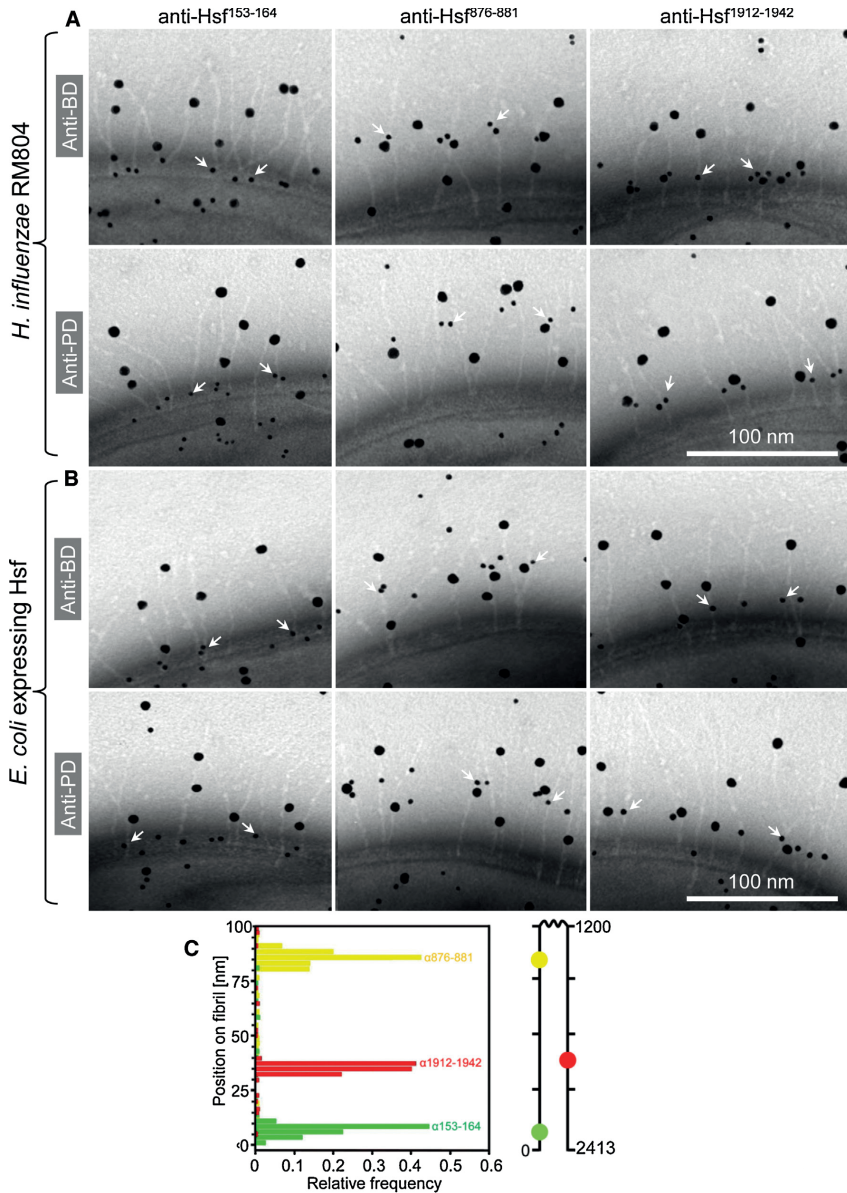 A
anti-Hsf153-164
anti-Hsf876-881
anti-Hsf1912-1942
H. influenzae RM804
Anti-BD
Anti-PD
100 nm
B
E. coli expressing Hsf
Anti-BD
Anti-PD
100 nm
C
100
75
50
25
0
Position on fibril [nm]
α876-881
α1912-1942
α153-164
0 0.1 0.2 0.3 0.4 0.5 0.6
Relative frequency
1200
0
2413